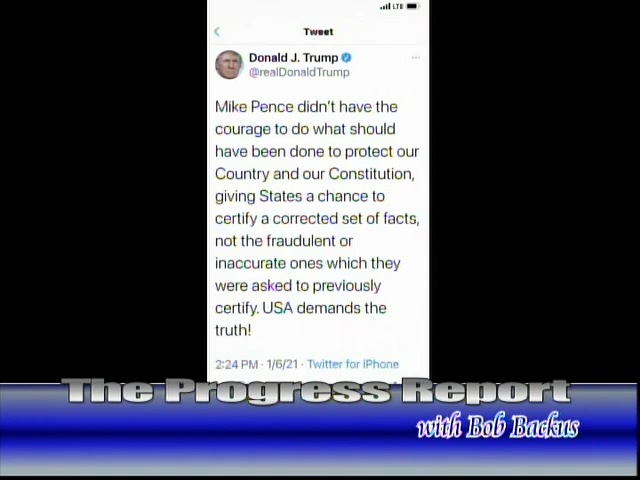 LTE
Tweet
Donald J. Trump
@realDonaldTrump
Mike Pence didn't have the
courage to do what should
have been done to protect our
Country and our Constitution,
giving States a chance to
certify a corrected set of facts,
not the fraudulent or
inaccurate ones which they
were asked to previously
certify. USA demands the
truth!
2:24 PM · 1/6/21 · Twitter for iPhone
The Progress Report
with Bob Backus